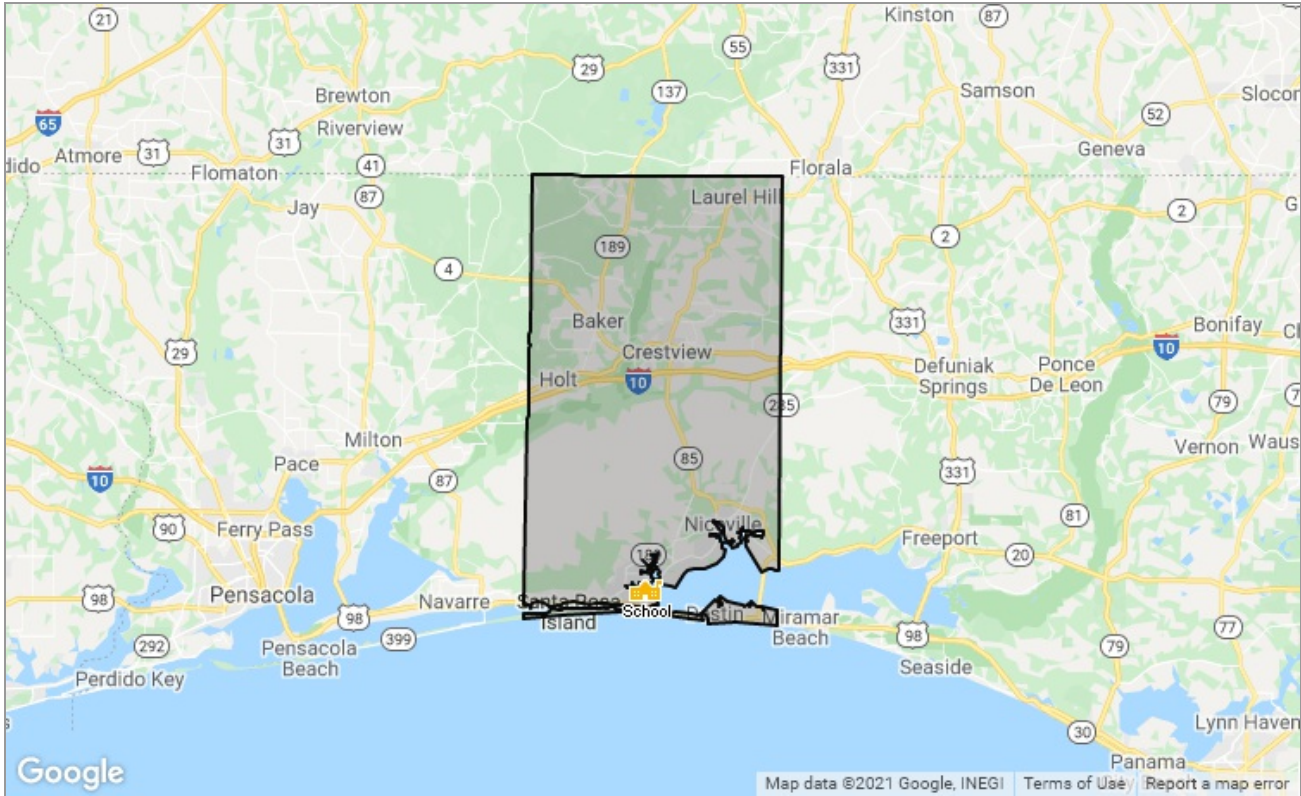 Kinston
21
87
55
29
331
137
Samson
Slocor
Brewton
65
52
Riverview
31
31
Geneva
dido
Atmore
41
Florala
Flomaton
87
Laurel Hill
Jay
2
G
189
2
4
Baker
331
Bonifay
29
Crestview
10
Defuniak
Springs
Ponce
De Leon
Holt
10
79
285
Milton
Vernon
Waus
Pace
85
331
10
87
81
Ferry Pass
90
Niceville
Freeport
20
Pensacola
98
Navarre
Santa Rosa
Island
School
Destin
Miramar
Beach
98
77
98
399
Pensacola
Beach
292
79
Seaside
Perdido Key
Lynn Haven
30
Panama
Google
Map data ©2021 Google, INEGI
Terms of Use
Report a map error